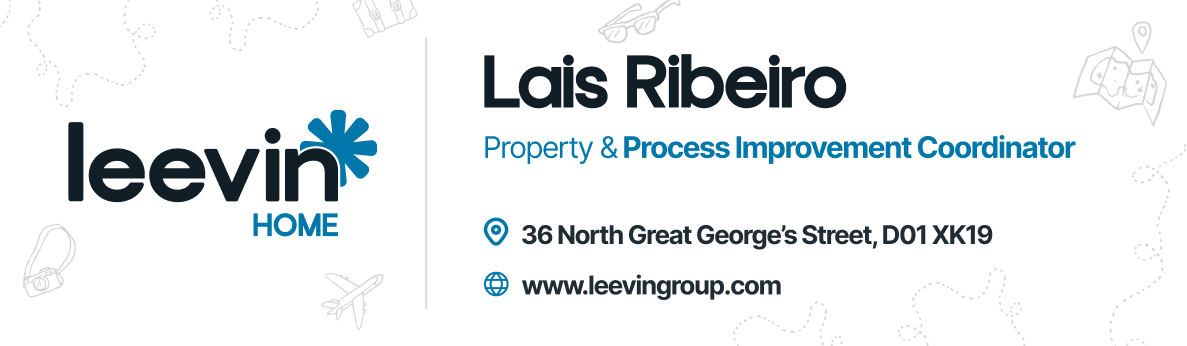 leevin
HOME
Lais Ribeiro
Property & Process Improvement Coordinator
36 North Great George’s Street, D01 XK19
www.leevingroup.com